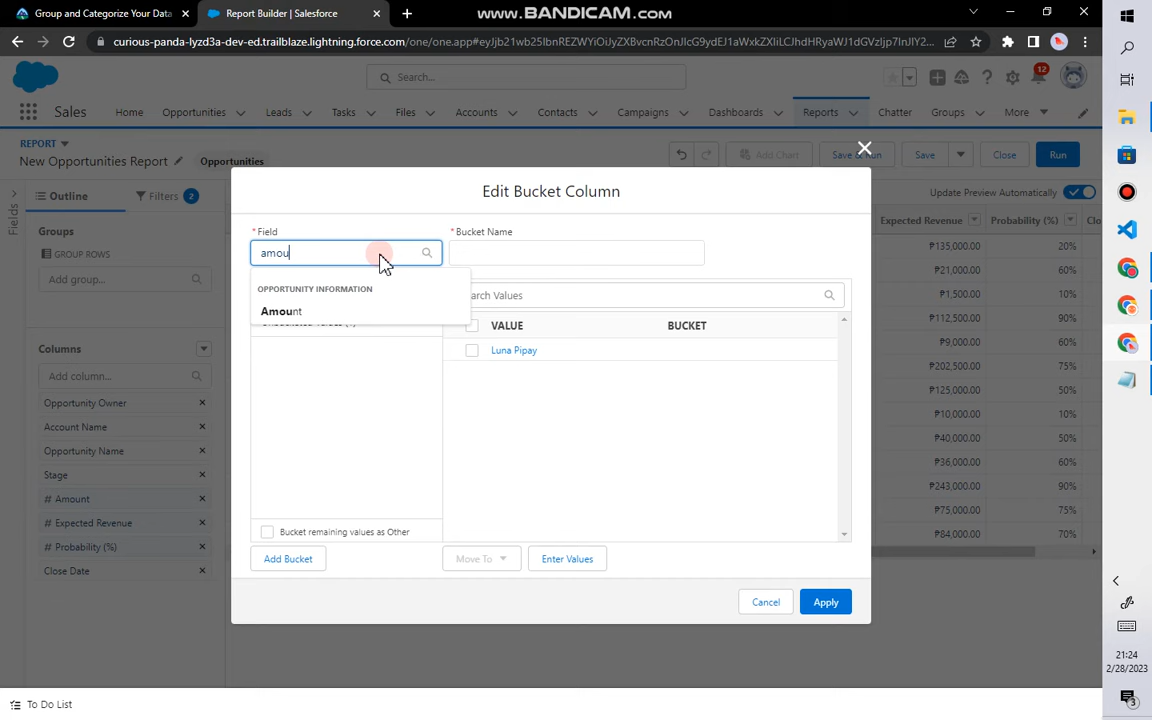 Group and Categorize Your Data
Report Builder | Salesforce
www.BANDICAM.com
curious-panda-lyzd3a-dev-ed.trailblaze.lightning.force.com/one/one.app#
Search...
12
Sales
Home
Opportunities
Leads
Tasks
Files
Accounts
Contacts
Campaigns
Dashboards
Reports
Chatter
Groups
More
REPORT
New Opportunities Report
Opportunities
Add Chart
Save & Run
Save
Close
Run
Fields
Outline
Filters 2
Update Preview Automatically
Groups
GROUP ROWS
Add group...
Columns
Add column...
Opportunity Owner
Account Name
Opportunity Name
Stage
# Amount
# Expected Revenue
# Probability (%)
Close Date
Edit Bucket Column
* Field
* Bucket Name
amou
OPPORTUNITY INFORMATION
Amount
arch Values
VALUE
BUCKET
Luna Pipay
Bucket remaining values as Other
Add Bucket
Move To
Enter Values
Cancel
Apply
Expected Revenue
Probability (%)
Clo
₱135,000.00 20%
₱21,000.00 60%
₱1,500.00 10%
₱112,500.00 90%
₱9,000.00 60%
₱202,500.00 75%
₱125,000.00 50%
₱10,000.00 10%
₱40,000.00 50%
₱36,000.00 60%
₱243,000.00 90%
₱75,000.00 75%
₱84,000.00 70%
To Do List
21:24
2/28/2023
3